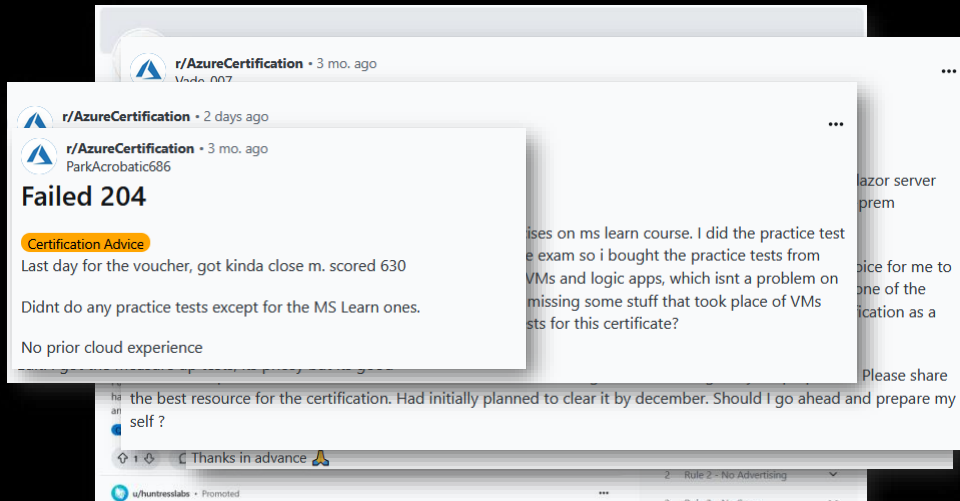 r/AzureCertification • 3 mo. ago
Vade_007
r/AzureCertification • 2 days ago
r/AzureCertification • 3 mo. ago
ParkAcrobatic686
Failed 204
Certification Advice
Last day for the voucher, got kinda close m. scored 630
Didnt do any practice tests except for the MS Learn ones.
No prior cloud experience
lazor server
prem
ises on ms learn course. I did the practice test
e exam so i bought the practice tests from
VMs and logic apps, which isnt a problem on
missing some stuff that took place of VMs
sts for this certificate?
oice for me to
one of the
ication as a
Please share
the best resource for the certification. Had initially planned to clear it by december. Should I go ahead and prepare my
self ?
ha
an
1
Thanks in advance 🙏
2 Rule 2 - No Advertising
u/huntresslabs • Promoted